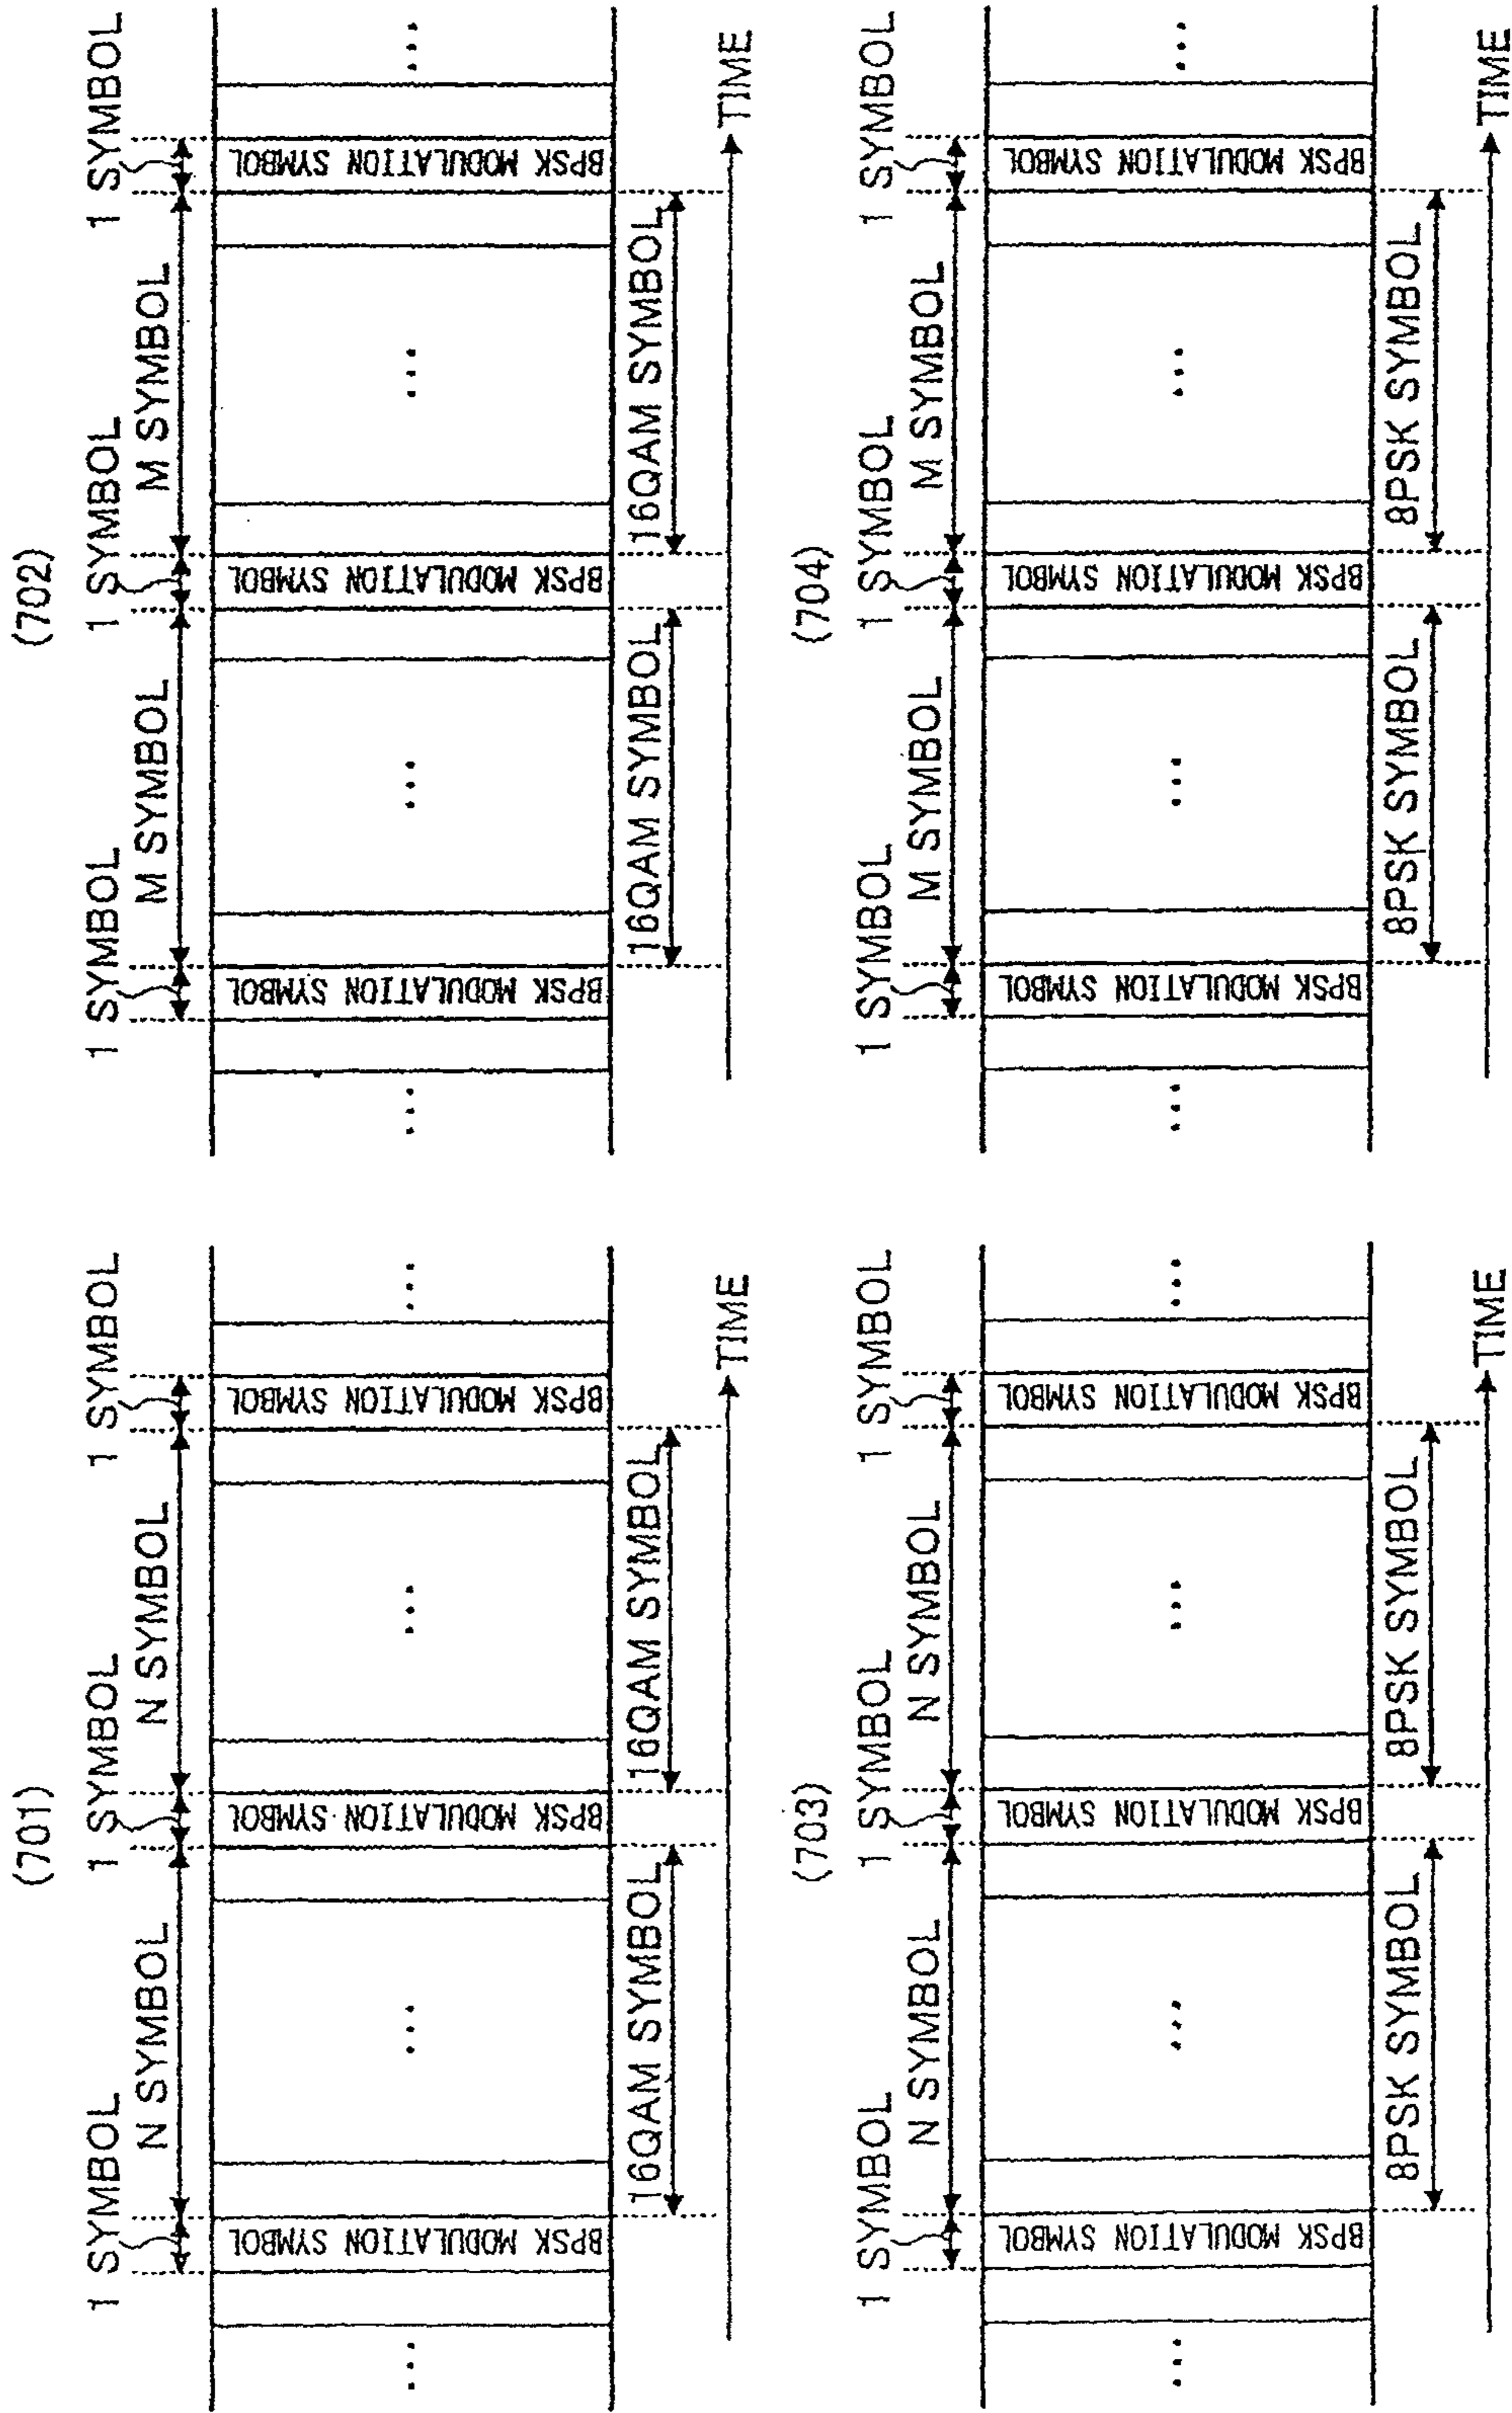 (701)
1 SYMBOL 1 SYMBOL 1 SYMBOL
N SYMBOL N SYMBOL
BPSK MODULATION SYMBOL
BPSK MODULATION SYMBOL
BPSK MODULATION SYMBOL
16QAM SYMBOL 16QAM SYMBOL
TIME
(702)
1 SYMBOL 1 SYMBOL 1 SYMBOL
M SYMBOL M SYMBOL
BPSK MODULATION SYMBOL
BPSK MODULATION SYMBOL
BPSK MODULATION SYMBOL
16QAM SYMBOL 16QAM SYMBOL
TIME
(703)
1 SYMBOL 1 SYMBOL 1 SYMBOL
N SYMBOL N SYMBOL
BPSK MODULATION SYMBOL
BPSK MODULATION SYMBOL
BPSK MODULATION SYMBOL
8PSK SYMBOL 8PSK SYMBOL
TIME
(704)
1 SYMBOL 1 SYMBOL 1 SYMBOL
M SYMBOL M SYMBOL
BPSK MODULATION SYMBOL
BPSK MODULATION SYMBOL
BPSK MODULATION SYMBOL
8PSK SYMBOL 8PSK SYMBOL
TIME